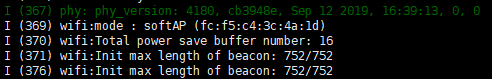 I (367) phy: phy_version: 4180, cb3948e, Sep 12 2019, 16:39:13, 0, 0
I (369) wifi:mode : softAP (fc:f5:c4:3c:4a:1d)
I (370) wifi:Total power save buffer number: 16
I (371) wifi:Init max length of beacon: 752/752
I (376) wifi:Init max length of beacon: 752/752